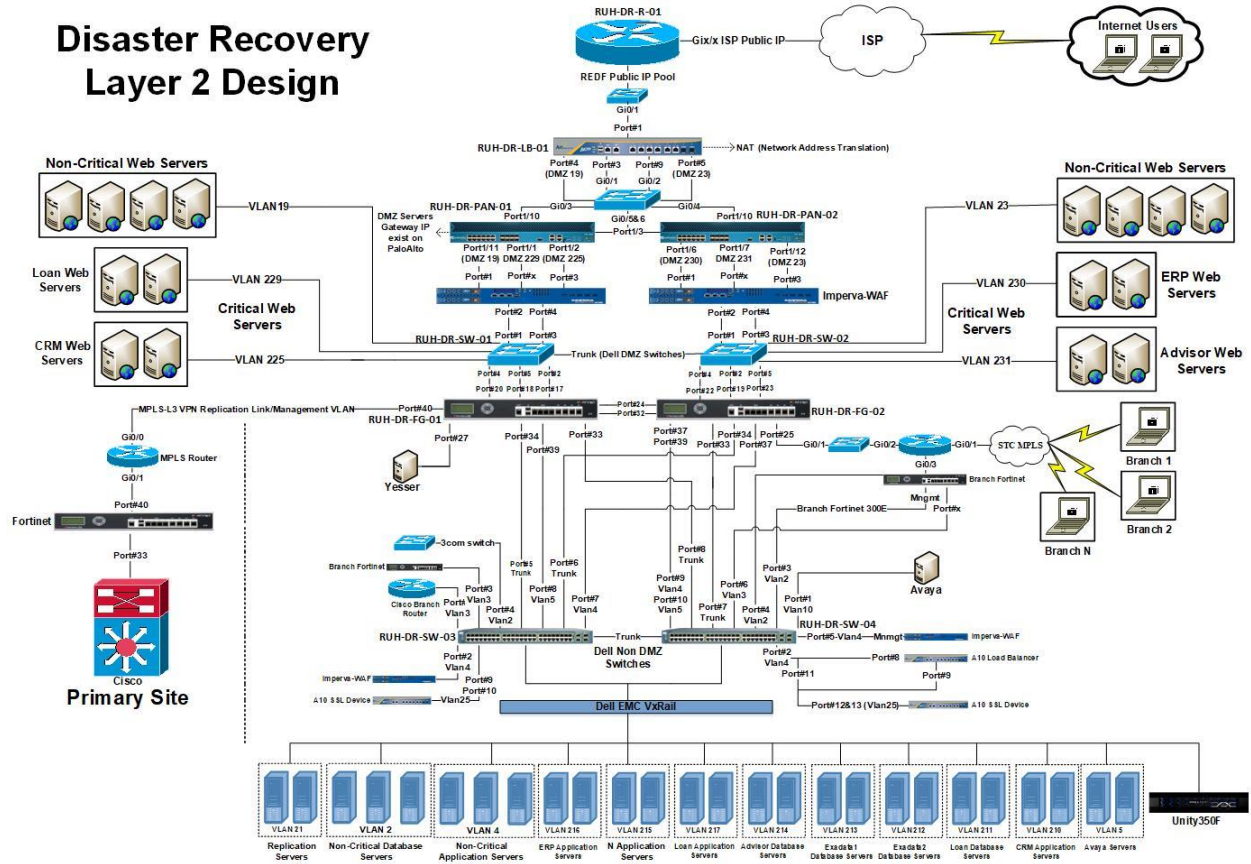 Disaster Recovery
Layer 2 Design
RUH-DR-R-01
Gix/x ISP Public IP
ISP
Internet Users
REDF Public IP Pool
Gi0/1
Port#1
RUH-DR-LB-01
NAT (Network Address Translation)
Port#4
(DMZ 19)
Port#3
Gi0/1
Port#9
Gi0/2
Port#5
(DMZ 23)
Non-Critical Web Servers
Non-Critical Web Servers
VLAN19
VLAN 23
RUH-DR-PAN-01
Gi0/3
Gi0/4
Gi0/5&6
Port1/10
Port1/3
Port1/10
RUH-DR-PAN-02
DMZ Servers
Gateway IP
exist on
PaloAlto
Port1/11
(DMZ 19)
Port1/1
(DMZ 229
Port1/2
(DMZ 225)
Port1/6
(DMZ 230)
Port1/7
(DMZ 231
Port1/12
(DMZ 23)
Port#1
Port#x
Port#3
Port#1
Port#x
Port#3
Imperva-WAF
Loan Web
Servers
VLAN 229
VLAN 230
ERP Web
Servers
Critical Web
Servers
Critical Web
Servers
Port#2
Port#4
Port#2
Port#4
Port#1
Port#3
Port#1
Port#3
RUH-DR-SW-01
RUH-DR-SW-02
Trunk (Dell DMZ Switches)
CRM Web
Servers
VLAN 225
VLAN 231
Advisor Web
Servers
Port#4
Port#5
Port#2
Port#4
Port#2
Port#5
Port#20
Port#18
Port#17
Port#22
Port#19
Port#23
MPLS-L3 VPN Replication Link/Management VLAN
Port#40
RUH-DR-FG-01
Port#24
Port#32
RUH-DR-FG-02
Port#27
Yesser
Port#34
Port#39
Port#33
Port#37
Port#39
Port#33
Port#34
Port#37
Port#25
Gi0/1
Gi0/2
Gi0/1
Gi0/3
STC MPLS
Branch 1
Branch 2
Branch N
Branch Fortinet
Mngmt
Port#x
Branch Fortinet 300E
Gi0/0
MPLS Router
Gi0/1
Port#40
Fortinet
Port#33
Cisco
Primary Site
3com switch
Branch Fortinet
Cisco Branch
Router
Port#3
Vlan3
Vlan3
Port#4
Vlan2
Port#5
Trunk
Port#8
Vlan5
Port#6
Trunk
Port#7
Vlan4
Port#9
Vlan4
Port#10
Vlan5
Port#8
Trunk
Port#7
Trunk
Port#6
Vlan3
Port#4
Vlan2
Port#3
Vlan2
Port#1
Vlan10
Avaya
RUH-DR-SW-03
Trunk
Dell Non DMZ
Switches
RUH-DR-SW-04
Port#5-Vlan4
Mnmgt
Imperva-WAF
Port#2
Vlan4
Port#8
A10 Load Balancer
Port#9
Port#11
Port#12&13 (Vlan25)
A10 SSL Device
Port#2
Vlan4
Imperva-WAF
Port#9
Port#10
A10 SSL Device
Vlan25
Dell EMC VxRail
VLAN 21
VLAN 2
VLAN 4
VLAN 216
VLAN 215
VLAN 217
VLAN 214
VLAN 213
VLAN 212
VLAN 211
VLAN 210
VLAN 5
Unity350F
Replication
Servers
Non-Critical Database
Servers
Non-Critical
Application Servers
ERP Application
Servers
N Application
Servers
Loan Application
Servers
Advisor Database
Servers
Exadata1
Database Servers
Exadata2
Database Servers
Loan Database
Servers
CRM Application
Servers
Avaya Servers